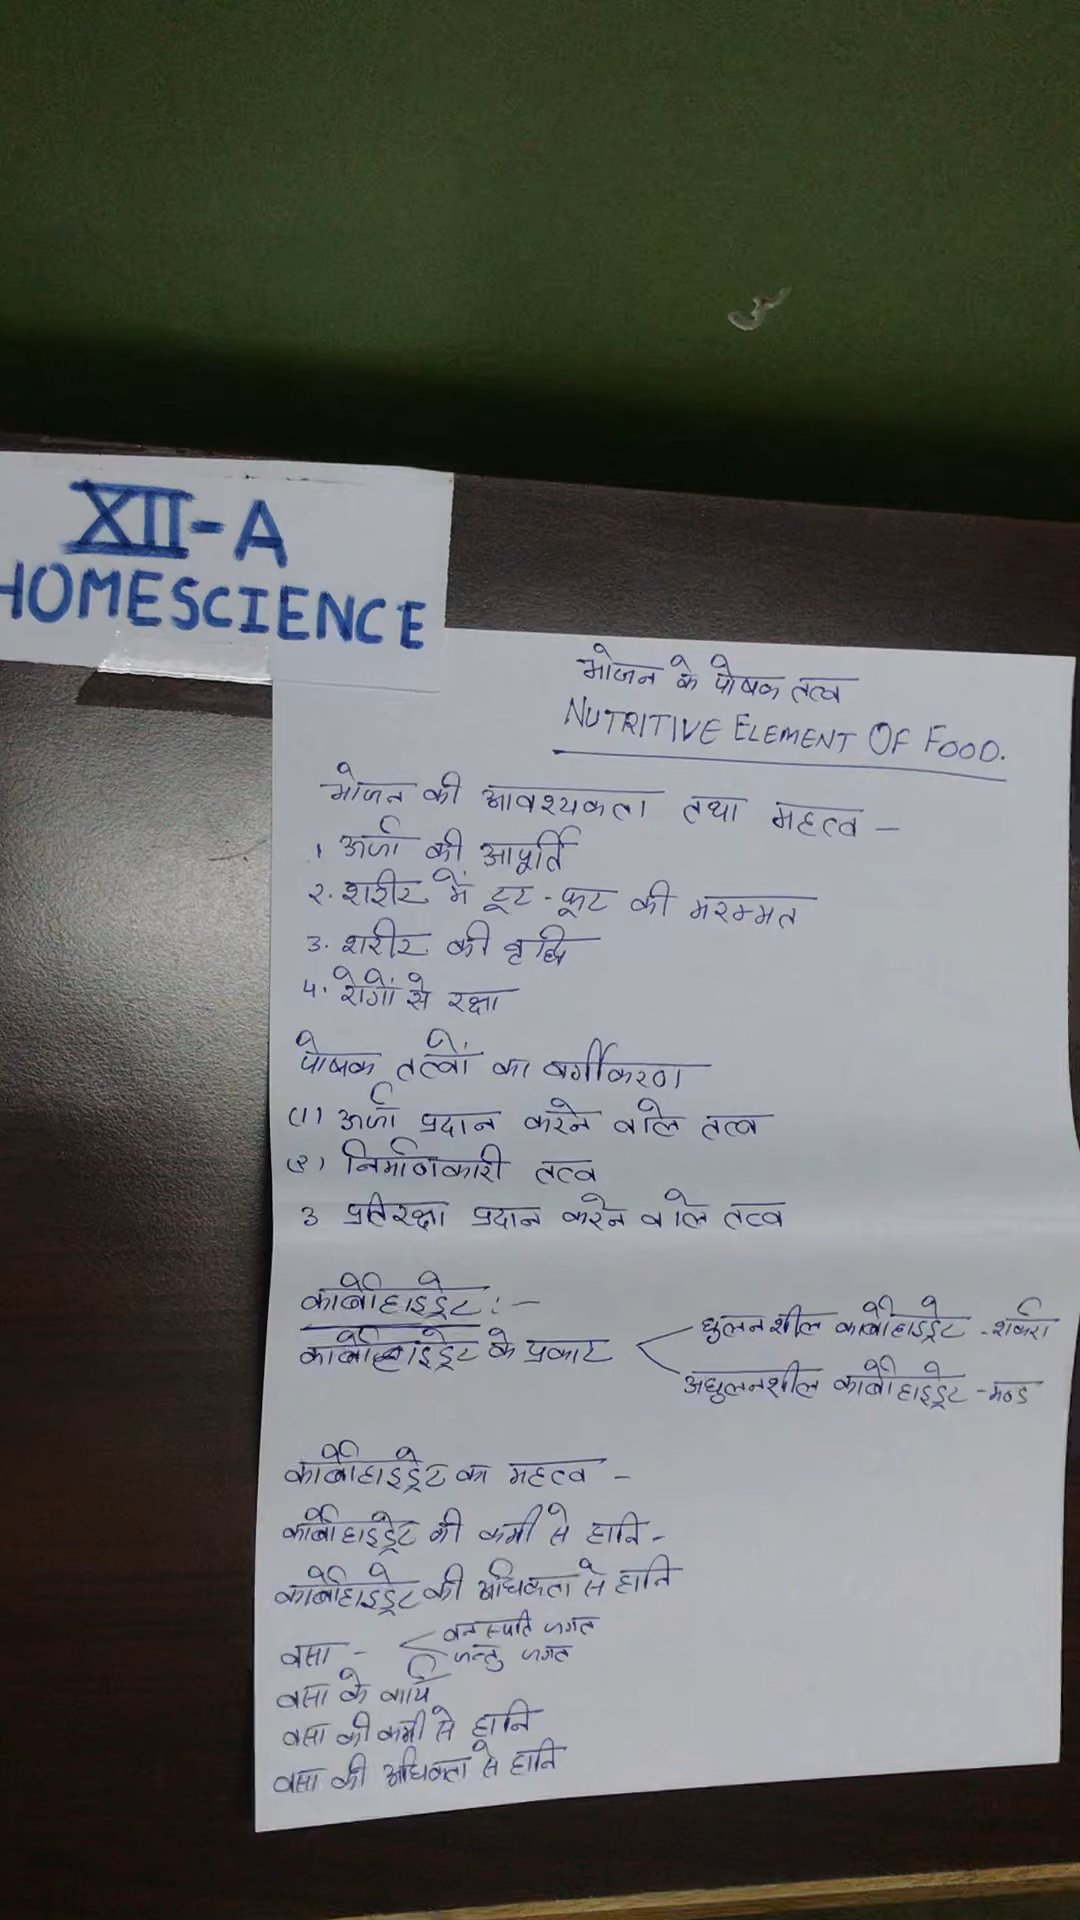 XII-A
HOMESCIENCE
भोजन के पोषक तत्व
NUTRITIVE ELEMENT OF FOOD.
भोजन की आवश्यकता तथा महत्व –
1 ऊर्जा की आपूर्ति
2. शरीर में टूट-फूट की मरम्मत
3. शरीर की वृद्धि
4. रोगों से रक्षा
पोषक तत्वों का वर्गीकरण
(1) ऊर्जा प्रदान करने वाले तत्व
(2) निर्माणकारी तत्व
3 प्रतिरक्षा प्रदान करने वाले तत्व
कार्बोहाइड्रेट :–
कार्बोहाइड्रेट के प्रकार
घुलनशील कार्बोहाइड्रेट - शर्करा
अघुलनशील कार्बोहाइड्रेट - मण्ड
कार्बोहाइड्रेट का महत्व –
कार्बोहाइड्रेट की कमी से हानि -
कार्बोहाइड्रेट की अधिकता से हानि
वसा -
वनस्पति जगत
जन्तु जगत
वसा के कार्य
वसा की कमी से हानि
वसा की अधिकता से हानि